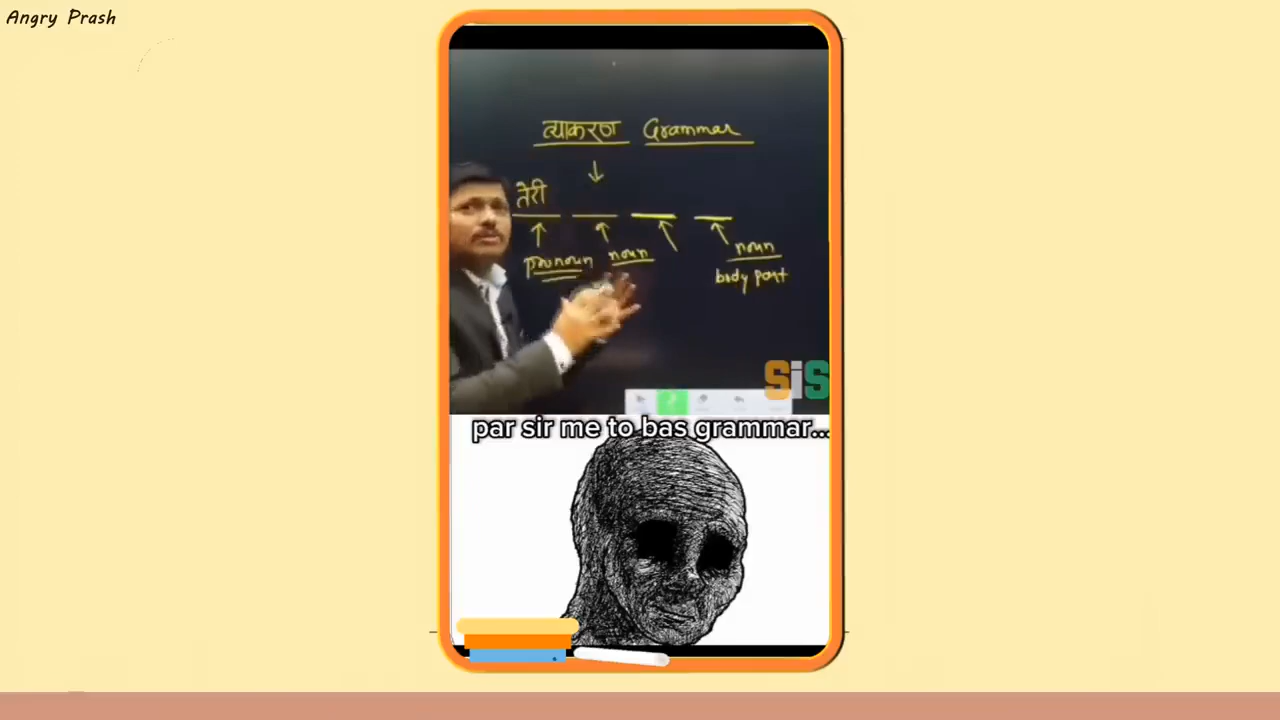 Angry Prash
व्याकरण Grammar
तेरी
pronoun noun noun
body part
SiS
par sir me to bas grammar...